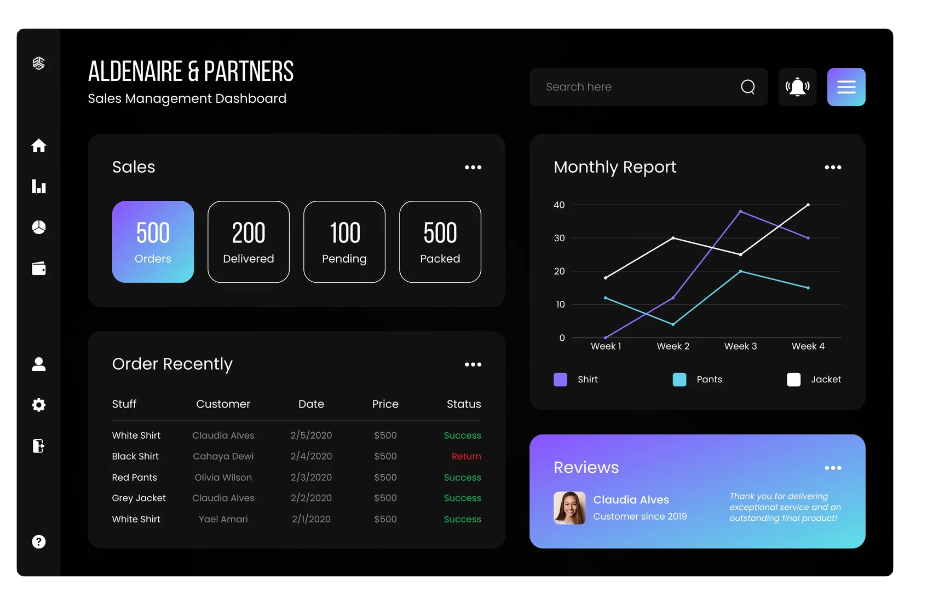 ALDENAIRE & PARTNERS
Sales Management Dashboard
Search here
Sales
500
Orders
200
Delivered
100
Pending
500
Packed
Order Recently
Stuff Customer Date Price Status
White Shirt Claudia Alves 2/5/2020 $500 Success
Black Shirt Cahaya Dewi 2/4/2020 $500 Return
Red Pants Olivia Wilson 2/3/2020 $500 Success
Grey Jacket Claudia Alves 2/2/2020 $500 Success
White Shirt Yael Amari 2/1/2020 $500 Success
Monthly Report
40
30
20
10
0
Week 1 Week 2 Week 3 Week 4
Shirt Pants Jacket
Reviews
Claudia Alves
Customer since 2019
Thank you for delivering
exceptional service and an
outstanding final product!
?